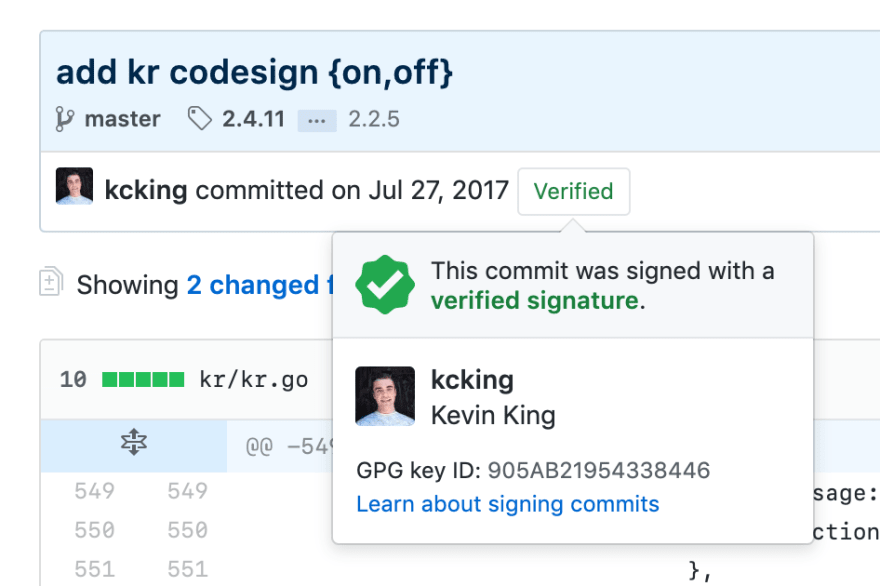 add kr codesign {on,off}
master 2.4.11 ... 2.2.5
kcking committed on Jul 27, 2017 Verified
This commit was signed with a
verified signature.
Showing 2 changed
kcking
Kevin King
GPG key ID: 905AB21954338446
Learn about signing commits
10 kr/kr.go
@@ -549
549 549 sage:
550 550 ction
551 551 },